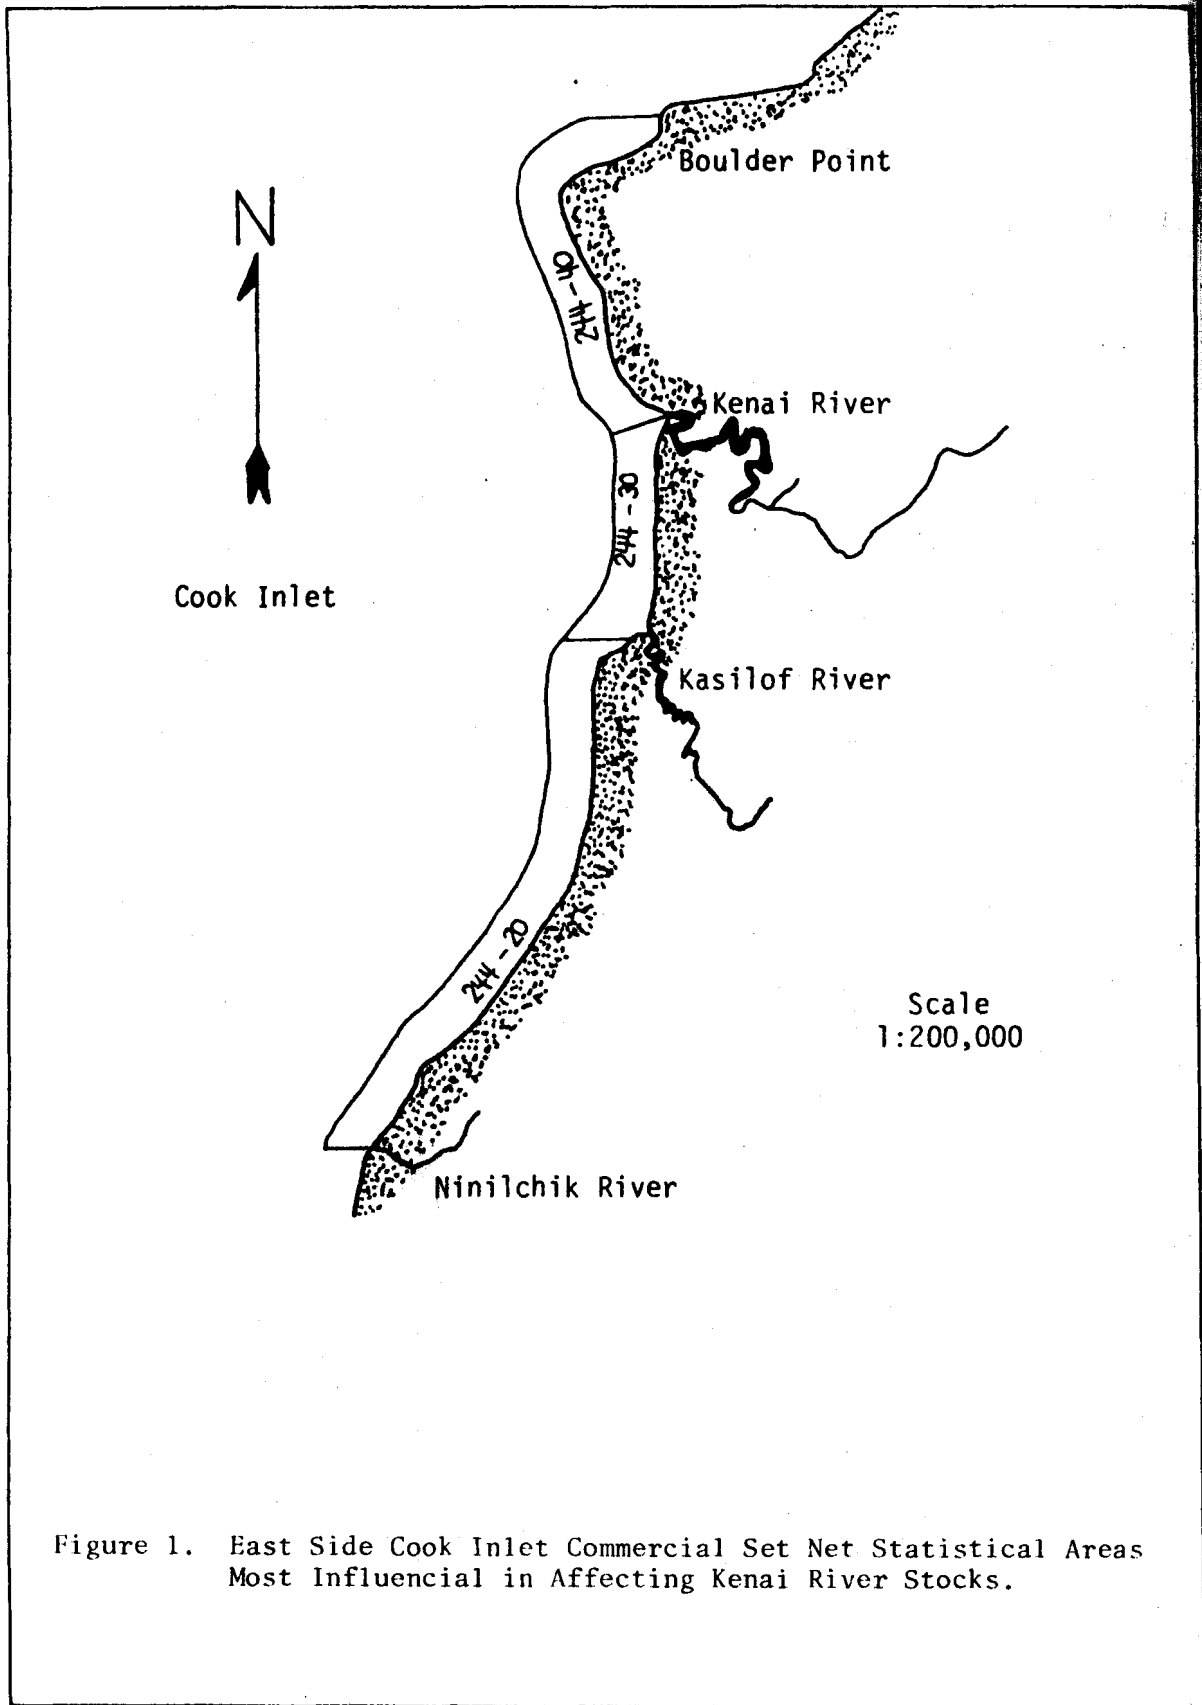 Boulder Point
N
244-40
Kenai River
244-30
Cook Inlet
Kasilof River
244-20
Scale
1:200,000
Ninilchik River
Figure 1. East Side Cook Inlet Commercial Set Net Statistical Areas
Most Influencial in Affecting Kenai River Stocks.